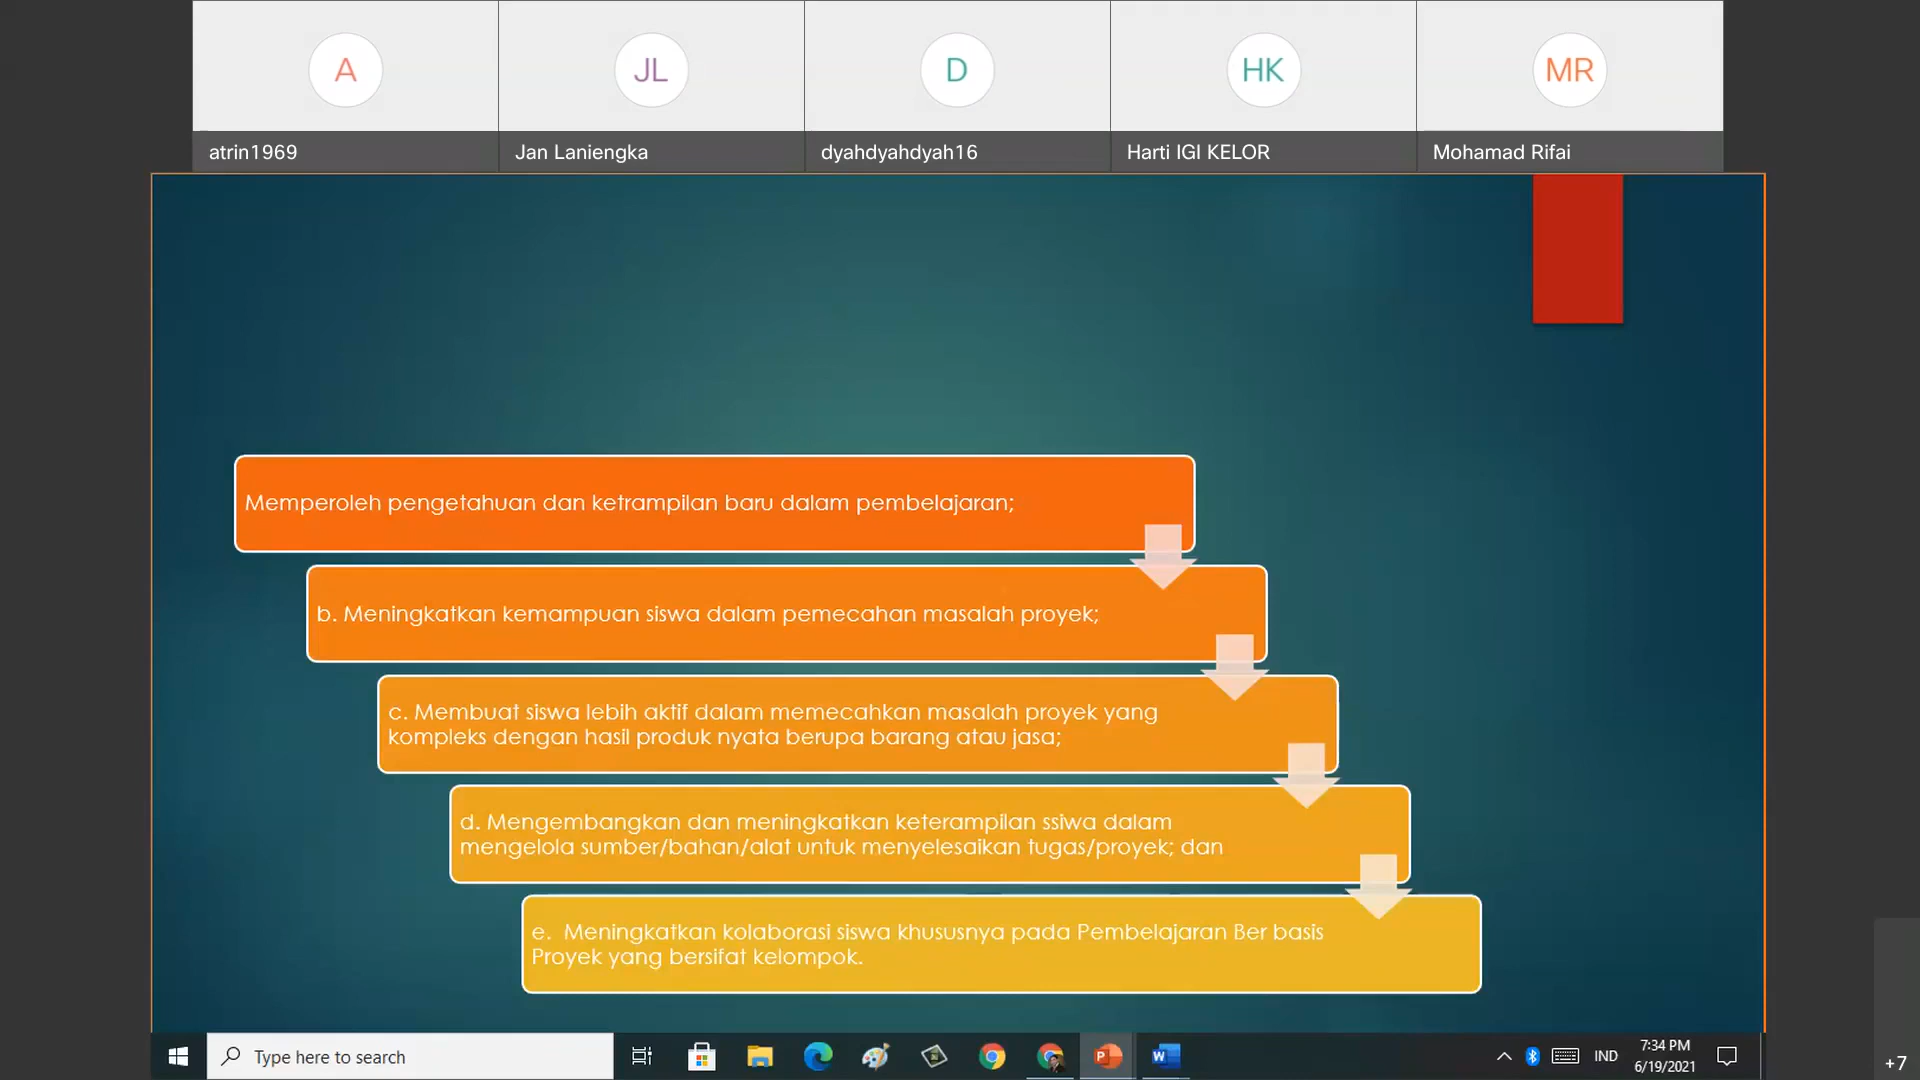 A
JL
D
HK
MR
atrin1969
Jan Laniengka
dyahdyahdyah16
Harti IGI KELOR
Mohamad Rifai
Memperoleh pengetahuan dan ketrampilan baru dalam pembelajaran;
b. Meningkatkan kemampuan siswa dalam pemecahan masalah proyek;
c. Membuat siswa lebih aktif dalam memecahkan masalah proyek yang
kompleks dengan hasil produk nyata berupa barang atau jasa;
d. Mengembangkan dan meningkatkan keterampilan ssiwa dalam
mengelola sumber/bahan/alat untuk menyelesaikan tugas/proyek; dan
e. Meningkatkan kolaborasi siswa khususnya pada Pembelajaran Ber basis
Proyek yang bersifat kelompok.
Type here to search
IND
7:34 PM
6/19/2021
+7